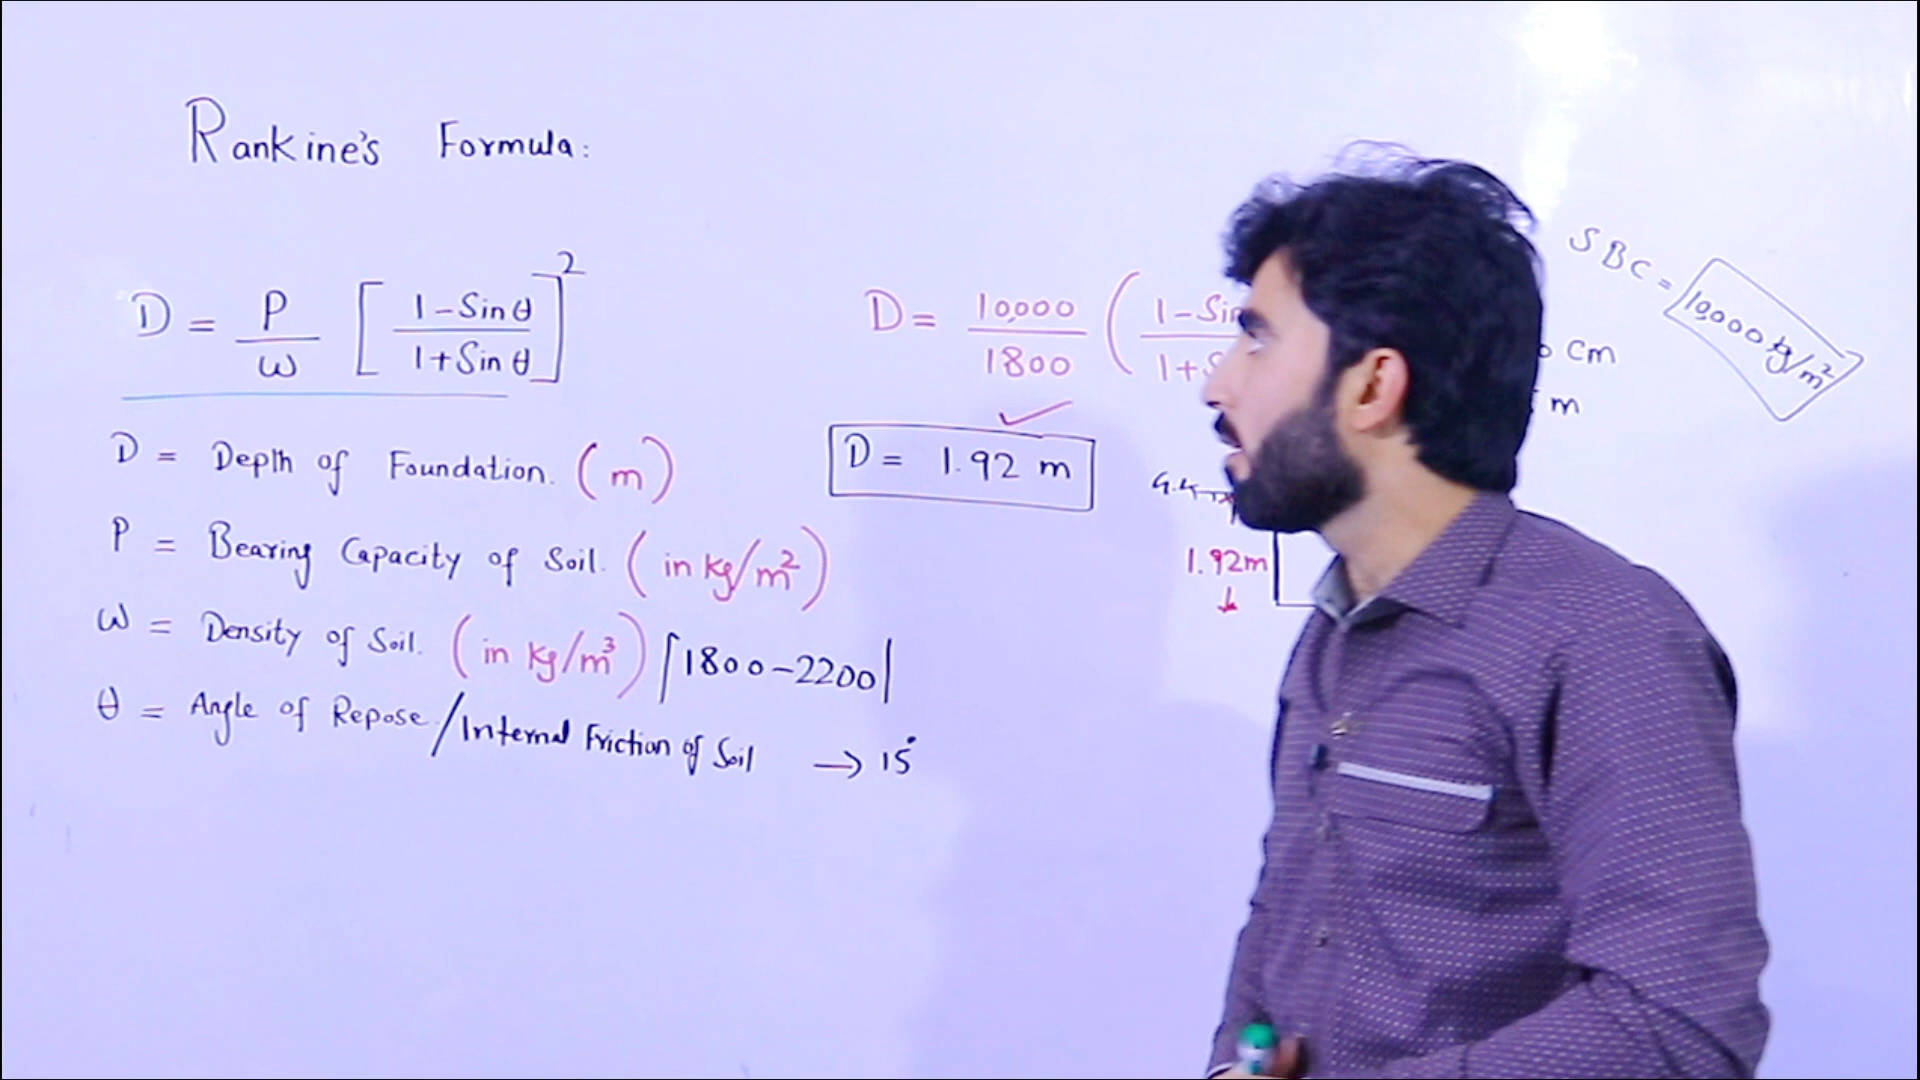 Rankine's Formula:
D = P/ω [ 1-Sinθ / 1+Sinθ ]²
D = Depth of Foundation. (m)
P = Bearing Capacity of Soil. (in kg/m²)
ω = Density of Soil. (in kg/m³) [1800-2200]
θ = Angle of Repose/Internal Friction of Soil → 15°
D = 10,000/1800 ( 1-Sin / 1+S
D = 1.92 m
cm
m
1.92m
SBC = 10,000 kg/m²